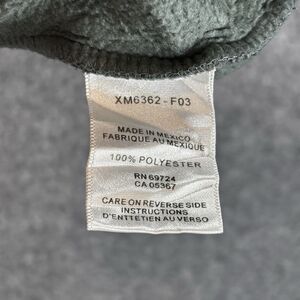 XM6362-F03
MADE IN MEXICO
FABRIQUE AU MEXIQUE
100% POLYESTER
RN 69724
CA 05367
CARE ON REVERSE SIDE
INSTRUCTIONS
D'ENTTETIEN AU VERSO